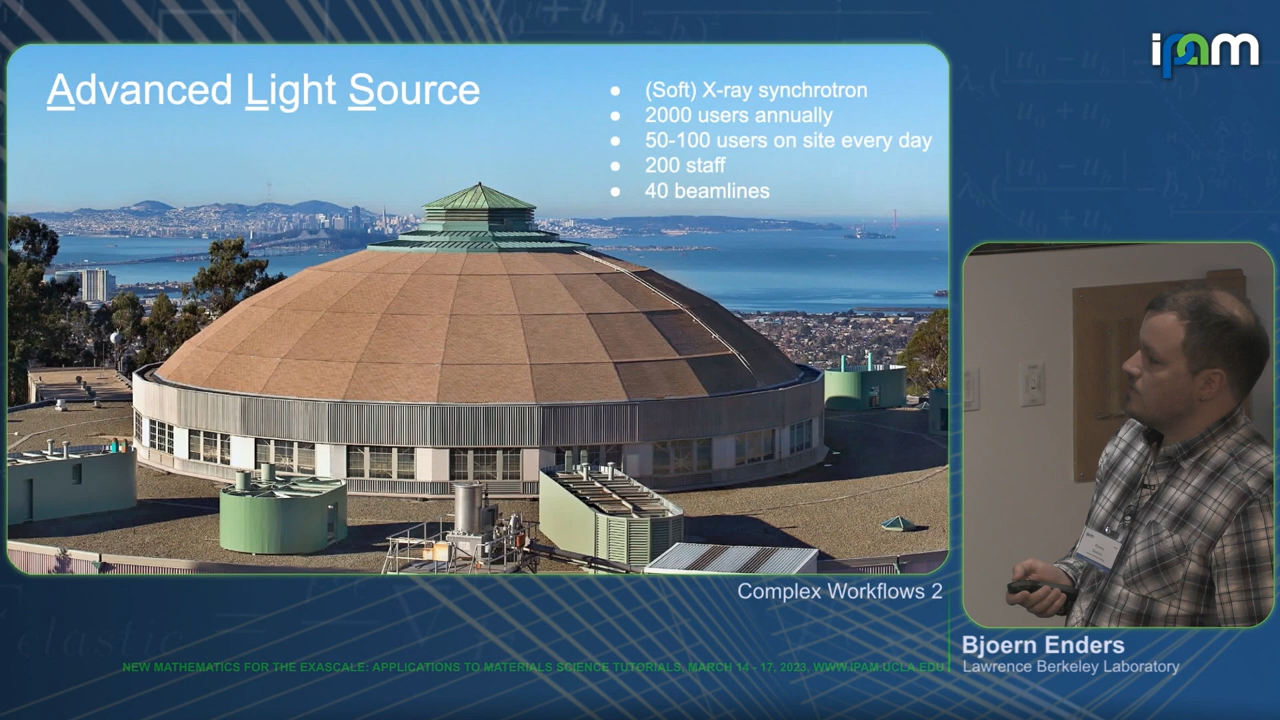 ipam
Advanced Light Source
● (Soft) X-ray synchrotron
● 2000 users annually
● 50-100 users on site every day
● 200 staff
● 40 beamlines
Complex Workflows 2
Bjoern Enders
Lawrence Berkeley Laboratory
NEW MATHEMATICS FOR THE EXASCALE: APPLICATIONS TO MATERIALS SCIENCE TUTORIALS, MARCH 14 - 17, 2023, WWW.IPAM.UCLA.EDU
elastic